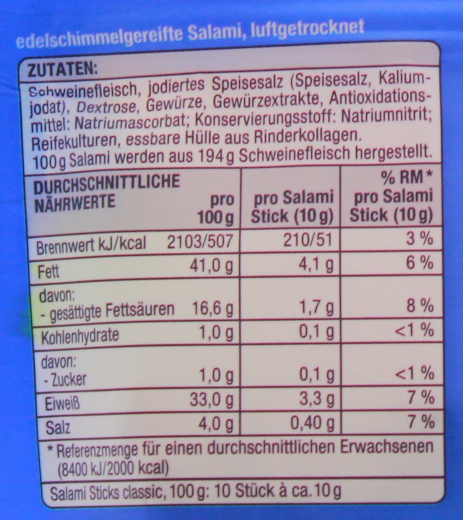 edelschimmelgereifte Salami, luftgetrocknet
ZUTATEN:
Schweinefleisch, jodiertes Speisesalz (Speisesalz, Kalium-
jodat), Dextrose, Gewürze, Gewürzextrakte, Antioxidations-
mittel: Natriumascorbat; Konservierungsstoff: Natriumnitrit;
Reifekulturen, essbare Hülle aus Rinderkollagen.
100 g Salami werden aus 194 g Schweinefleisch hergestellt.
DURCHSCHNITTLICHE NÄHRWERTE pro 100 g pro Salami Stick (10 g) % RM* pro Salami Stick (10 g)
Brennwert kJ/kcal 2103/507 210/51 3 %
Fett 41,0 g 4,1 g 6 %
davon:
- gesättigte Fettsäuren 16,6 g 1,7 g 8 %
Kohlenhydrate 1,0 g 0,1 g <1 %
davon:
- Zucker 1,0 g 0,1 g <1 %
Eiweiß 33,0 g 3,3 g 7 %
Salz 4,0 g 0,40 g 7 %
* Referenzmenge für einen durchschnittlichen Erwachsenen
(8400 kJ/2000 kcal)
Salami Sticks classic, 100 g: 10 Stück à ca. 10 g